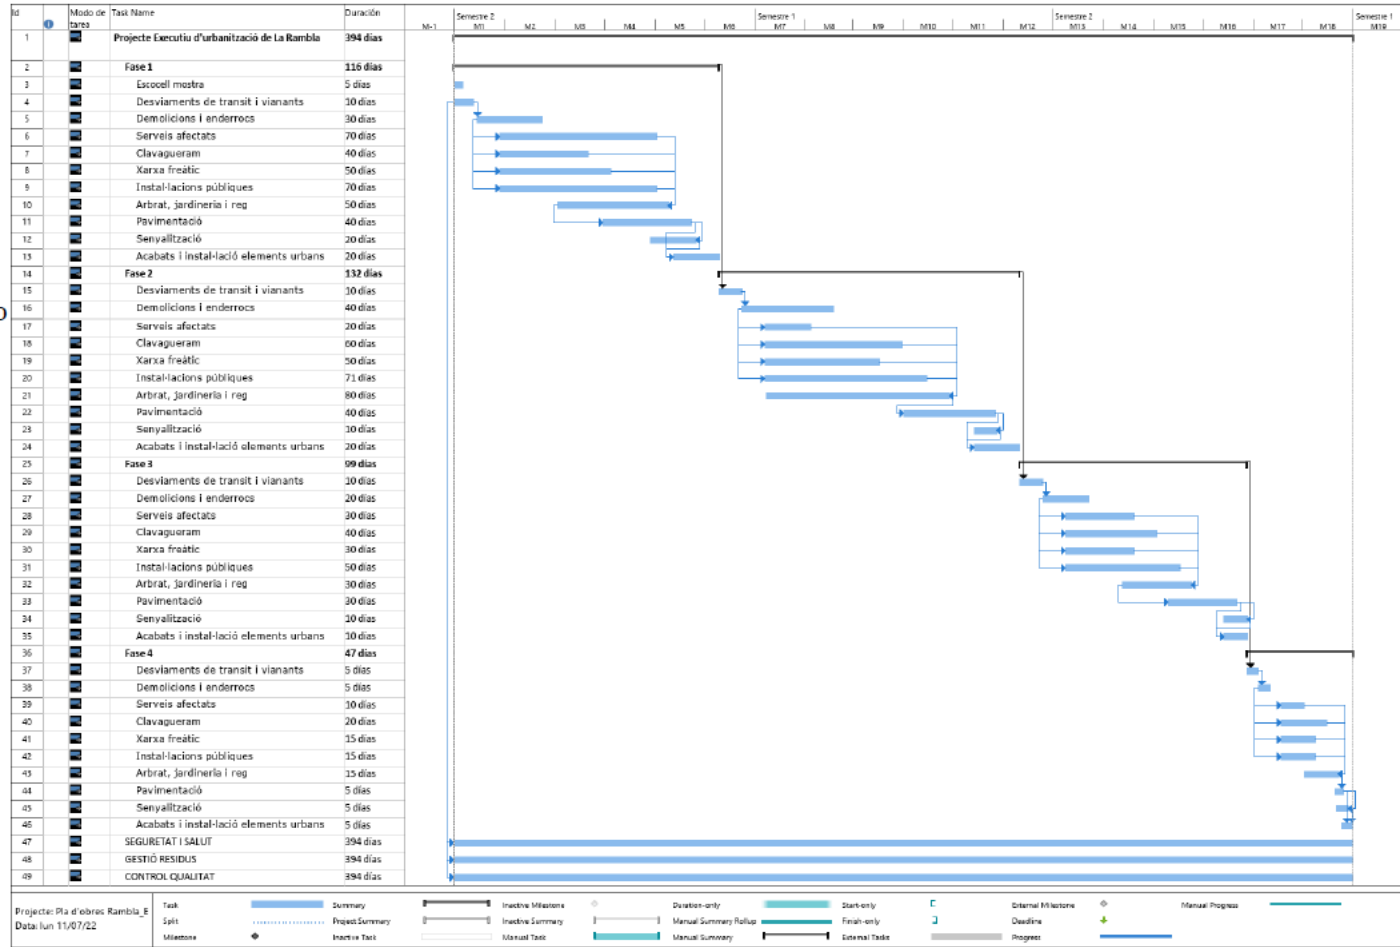 Id Modo de tarea Task Name Duración Semestre 2 Semestre 1 Semestre 2 Semestre 1
M-1 M1 M2 M3 M4 M5 M6 M7 M8 M9 M10 M11 M12 M13 M14 M15 M16 M17 M18 M19
1 Projecte Executiu d'urbanització de La Rambla 394 días
2 Fase 1 116 días
3 Escocell mostra 5 días
4 Desviaments de transit i vianants 10 días
5 Demolicions i enderrocs 30 días
6 Serveis afectats 70 días
7 Clavagueram 40 días
8 Xarxa freàtic 50 días
9 Instal·lacions públiques 70 días
10 Arbrat, jardineria i reg 50 días
11 Pavimentació 40 días
12 Senyalització 20 días
13 Acabats i instal·lació elements urbans 20 días
14 Fase 2 132 días
15 Desviaments de transit i vianants 10 días
16 Demolicions i enderrocs 40 días
17 Serveis afectats 20 días
18 Clavagueram 60 días
19 Xarxa freàtic 50 días
20 Instal·lacions públiques 71 días
21 Arbrat, jardineria i reg 80 días
22 Pavimentació 40 días
23 Senyalització 10 días
24 Acabats i instal·lació elements urbans 20 días
25 Fase 3 99 días
26 Desviaments de transit i vianants 10 días
27 Demolicions i enderrocs 20 días
28 Serveis afectats 30 días
29 Clavagueram 40 días
30 Xarxa freàtic 30 días
31 Instal·lacions públiques 50 días
32 Arbrat, jardineria i reg 30 días
33 Pavimentació 30 días
34 Senyalització 10 días
35 Acabats i instal·lació elements urbans 10 días
36 Fase 4 47 días
37 Desviaments de transit i vianants 5 días
38 Demolicions i enderrocs 5 días
39 Serveis afectats 10 días
40 Clavagueram 20 días
41 Xarxa freàtic 15 días
42 Instal·lacions públiques 15 días
43 Arbrat, jardineria i reg 15 días
44 Pavimentació 5 días
45 Senyalització 5 días
46 Acabats i instal·lació elements urbans 5 días
47 SEGURETAT I SALUT 394 días
48 GESTIÓ RESIDUS 394 días
49 CONTROL QUALITAT 394 días
Projecte: Pla d'obres Rambla_E
Data: lun 11/07/22
Task Summary Inactive Milestone Duration-only Start-only External Milestone Manual Progress
Split Project Summary Inactive Summary Manual Summary Rollup Finish-only Deadline
Milestone Inactive Task Manual Task Manual Summary External Tasks Progress